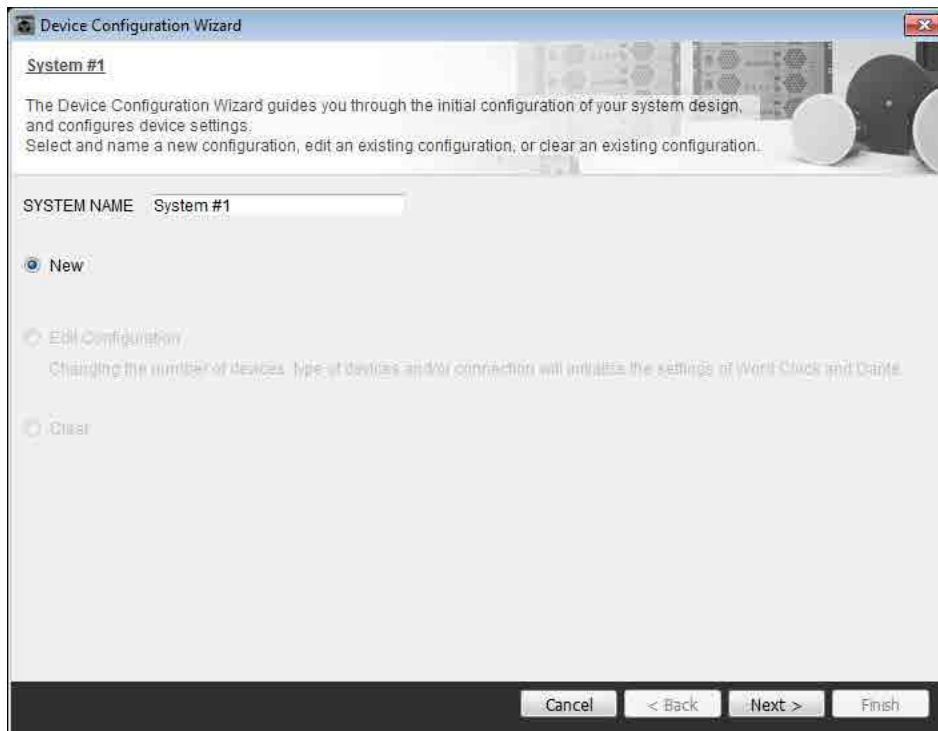 Device Configuration Wizard
System #1
The Device Configuration Wizard guides you through the initial configuration of your system design,
and configures device settings.
Select and name a new configuration, edit an existing configuration, or clear an existing configuration.
SYSTEM NAME System #1
New
Edit Configuration
Changing the number of devices, type of devices and/or connection will initialize the settings of Word Clock and Dante.
Clear
Cancel < Back Next > Finish